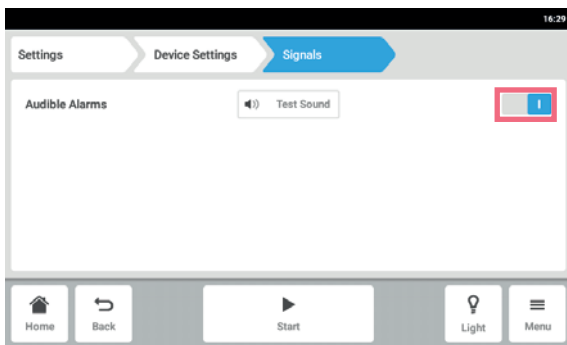 16:29
Settings Device Settings Signals
Audible Alarms Test Sound I
Home Back Start Light Menu